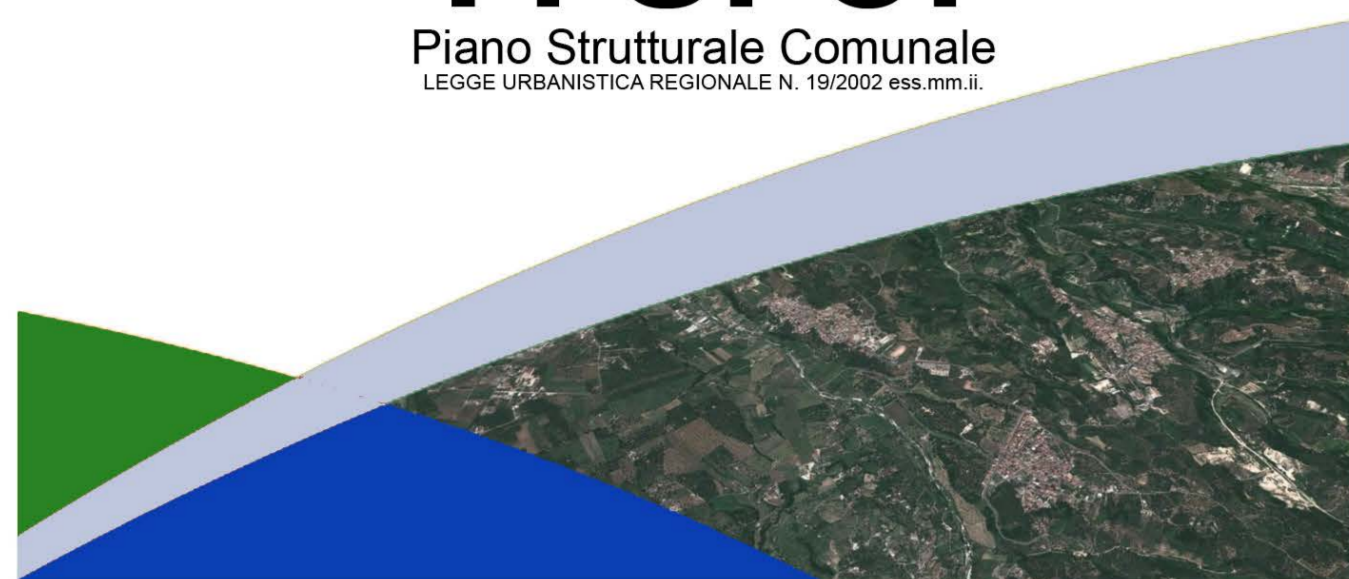 Piano Strutturale Comunale
LEGGE URBANISTICA REGIONALE N. 19/2002 ess.mm.ii.